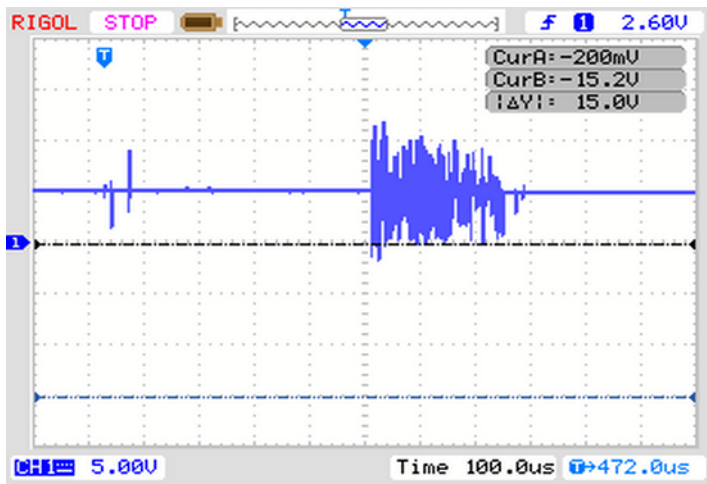 RIGOL STOP T f 1 2.60V
T
CurA:-200mV
CurB:-15.2V
|ΔY|: 15.0V
1
CH1 5.00V Time 100.0us T→472.0us